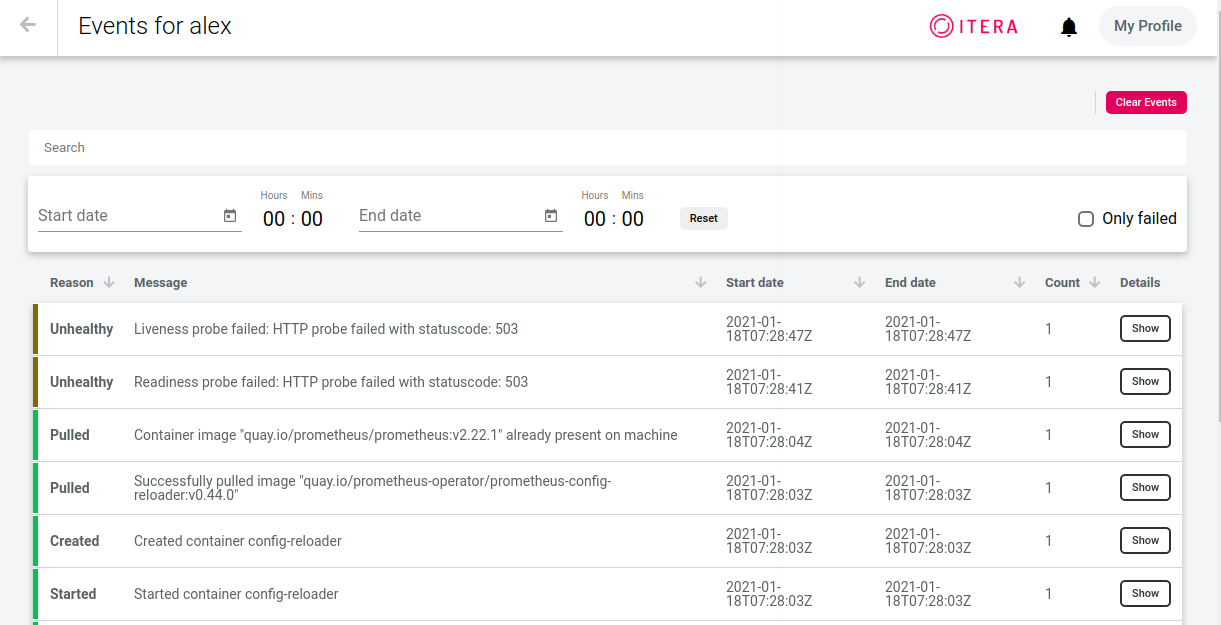 Events for alex
ITERA
My Profile
Clear Events
Search
Hours Mins
Hours Mins
Start date
00 : 00
End date
00 : 00
Reset
Only failed
Reason
Message
Start date
End date
Count
Details
Unhealthy
Liveness probe failed: HTTP probe failed with statuscode: 503
2021-01-
18T07:28:47Z
2021-01-
18T07:28:47Z
1
Show
Unhealthy
Readiness probe failed: HTTP probe failed with statuscode: 503
2021-01-
18T07:28:41Z
2021-01-
18T07:28:41Z
1
Show
Pulled
Container image "quay.io/prometheus/prometheus:v2.22.1" already present on machine
2021-01-
18T07:28:04Z
2021-01-
18T07:28:04Z
1
Show
Pulled
Successfully pulled image "quay.io/prometheus-operator/prometheus-config-
reloader:v0.44.0"
2021-01-
18T07:28:03Z
2021-01-
18T07:28:03Z
1
Show
Created
Created container config-reloader
2021-01-
18T07:28:03Z
2021-01-
18T07:28:03Z
1
Show
Started
Started container config-reloader
2021-01-
18T07:28:03Z
2021-01-
18T07:28:03Z
1
Show